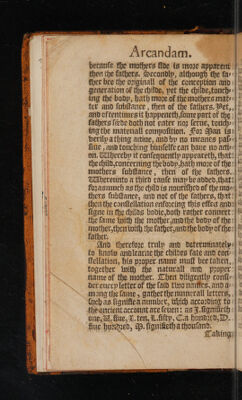 Arcandam.
because the mothers side is more apparent
then the fathers. Secondly, although the fa-
ther bee the originall of the conception and
generation of the childe, yet the childe, touch-
ing the body, hath more of the mothers mat-
ter and substance, then of the fathers. Yet,
and oftentimes it happeneth, some part of the
fathers seede doth not enter nor serue, touch-
ing the materiall composition. For Man is
verily a thing actiue, and by no meanes pas-
siue, and touching himselfe can haue no acti-
on. Whereby it consequently appeareth, that
the child, concerning the body, hath more of the
mothers substance, then of the fathers.
Whereunto a third cause may be added, that
forasmuch as the child is nourished of the mo-
thers substance, and not of the fathers, that
then the constellation enforcing this effect and
signe in the childs bodie, doth rather connect
the same with the mother, and the body of the
mother, then with the father, and the body of the
father.
And therefore truly and determinately
to know and learne the childes fate and con-
stellation, his proper name must bee taken,
together with the naturall and proper
name of the mother. Then diligently consi-
der euery letter of the said two names, and a-
mong the same, gather the numerall letters,
such as signifie a number, which according to
the ancient account are seuen: as I. signifieth
one, V. fiue, X. ten, L. fifty, C. a hundred, D.
fiue hundred, M. signifieth a thousand.
Taking